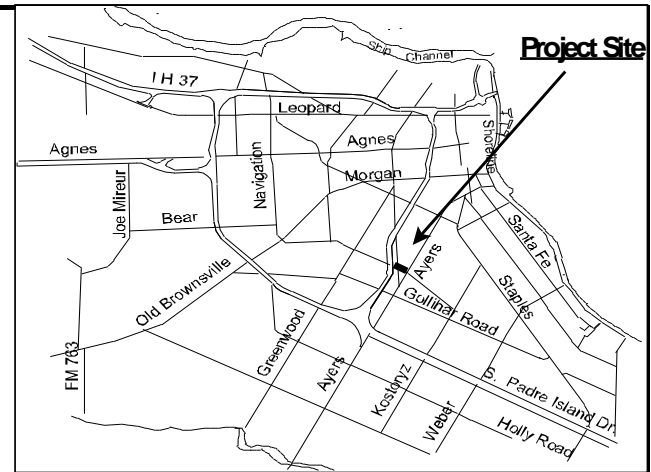 Project Site
Ship Channel
I H 37
Leopard
Shoreline
Agnes
Agnes
Navigation
Morgan
Joe Mireur
Bear
Santa Fe
Ayers
Old Brownsville
Staples
Gollihar Road
Greenwood
FM 763
Ayers
Kostoryz
S. Padre Island Dr.
Weber
Holly Road